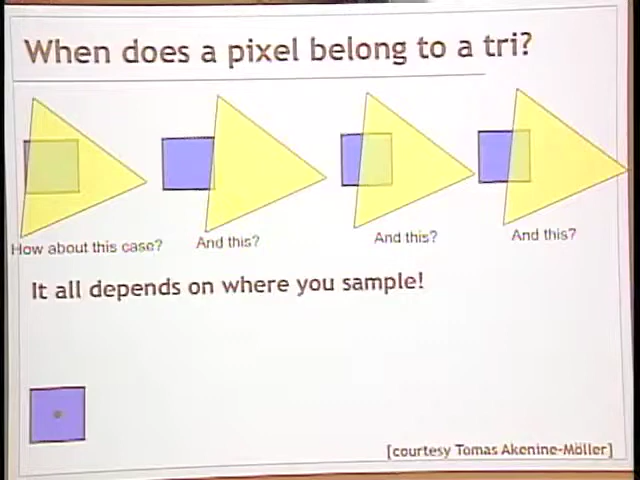 When does a pixel belong to a tri?
How about this case?
And this?
And this?
And this?
It all depends on where you sample!
[courtesy Tomas Akenine-Möller]